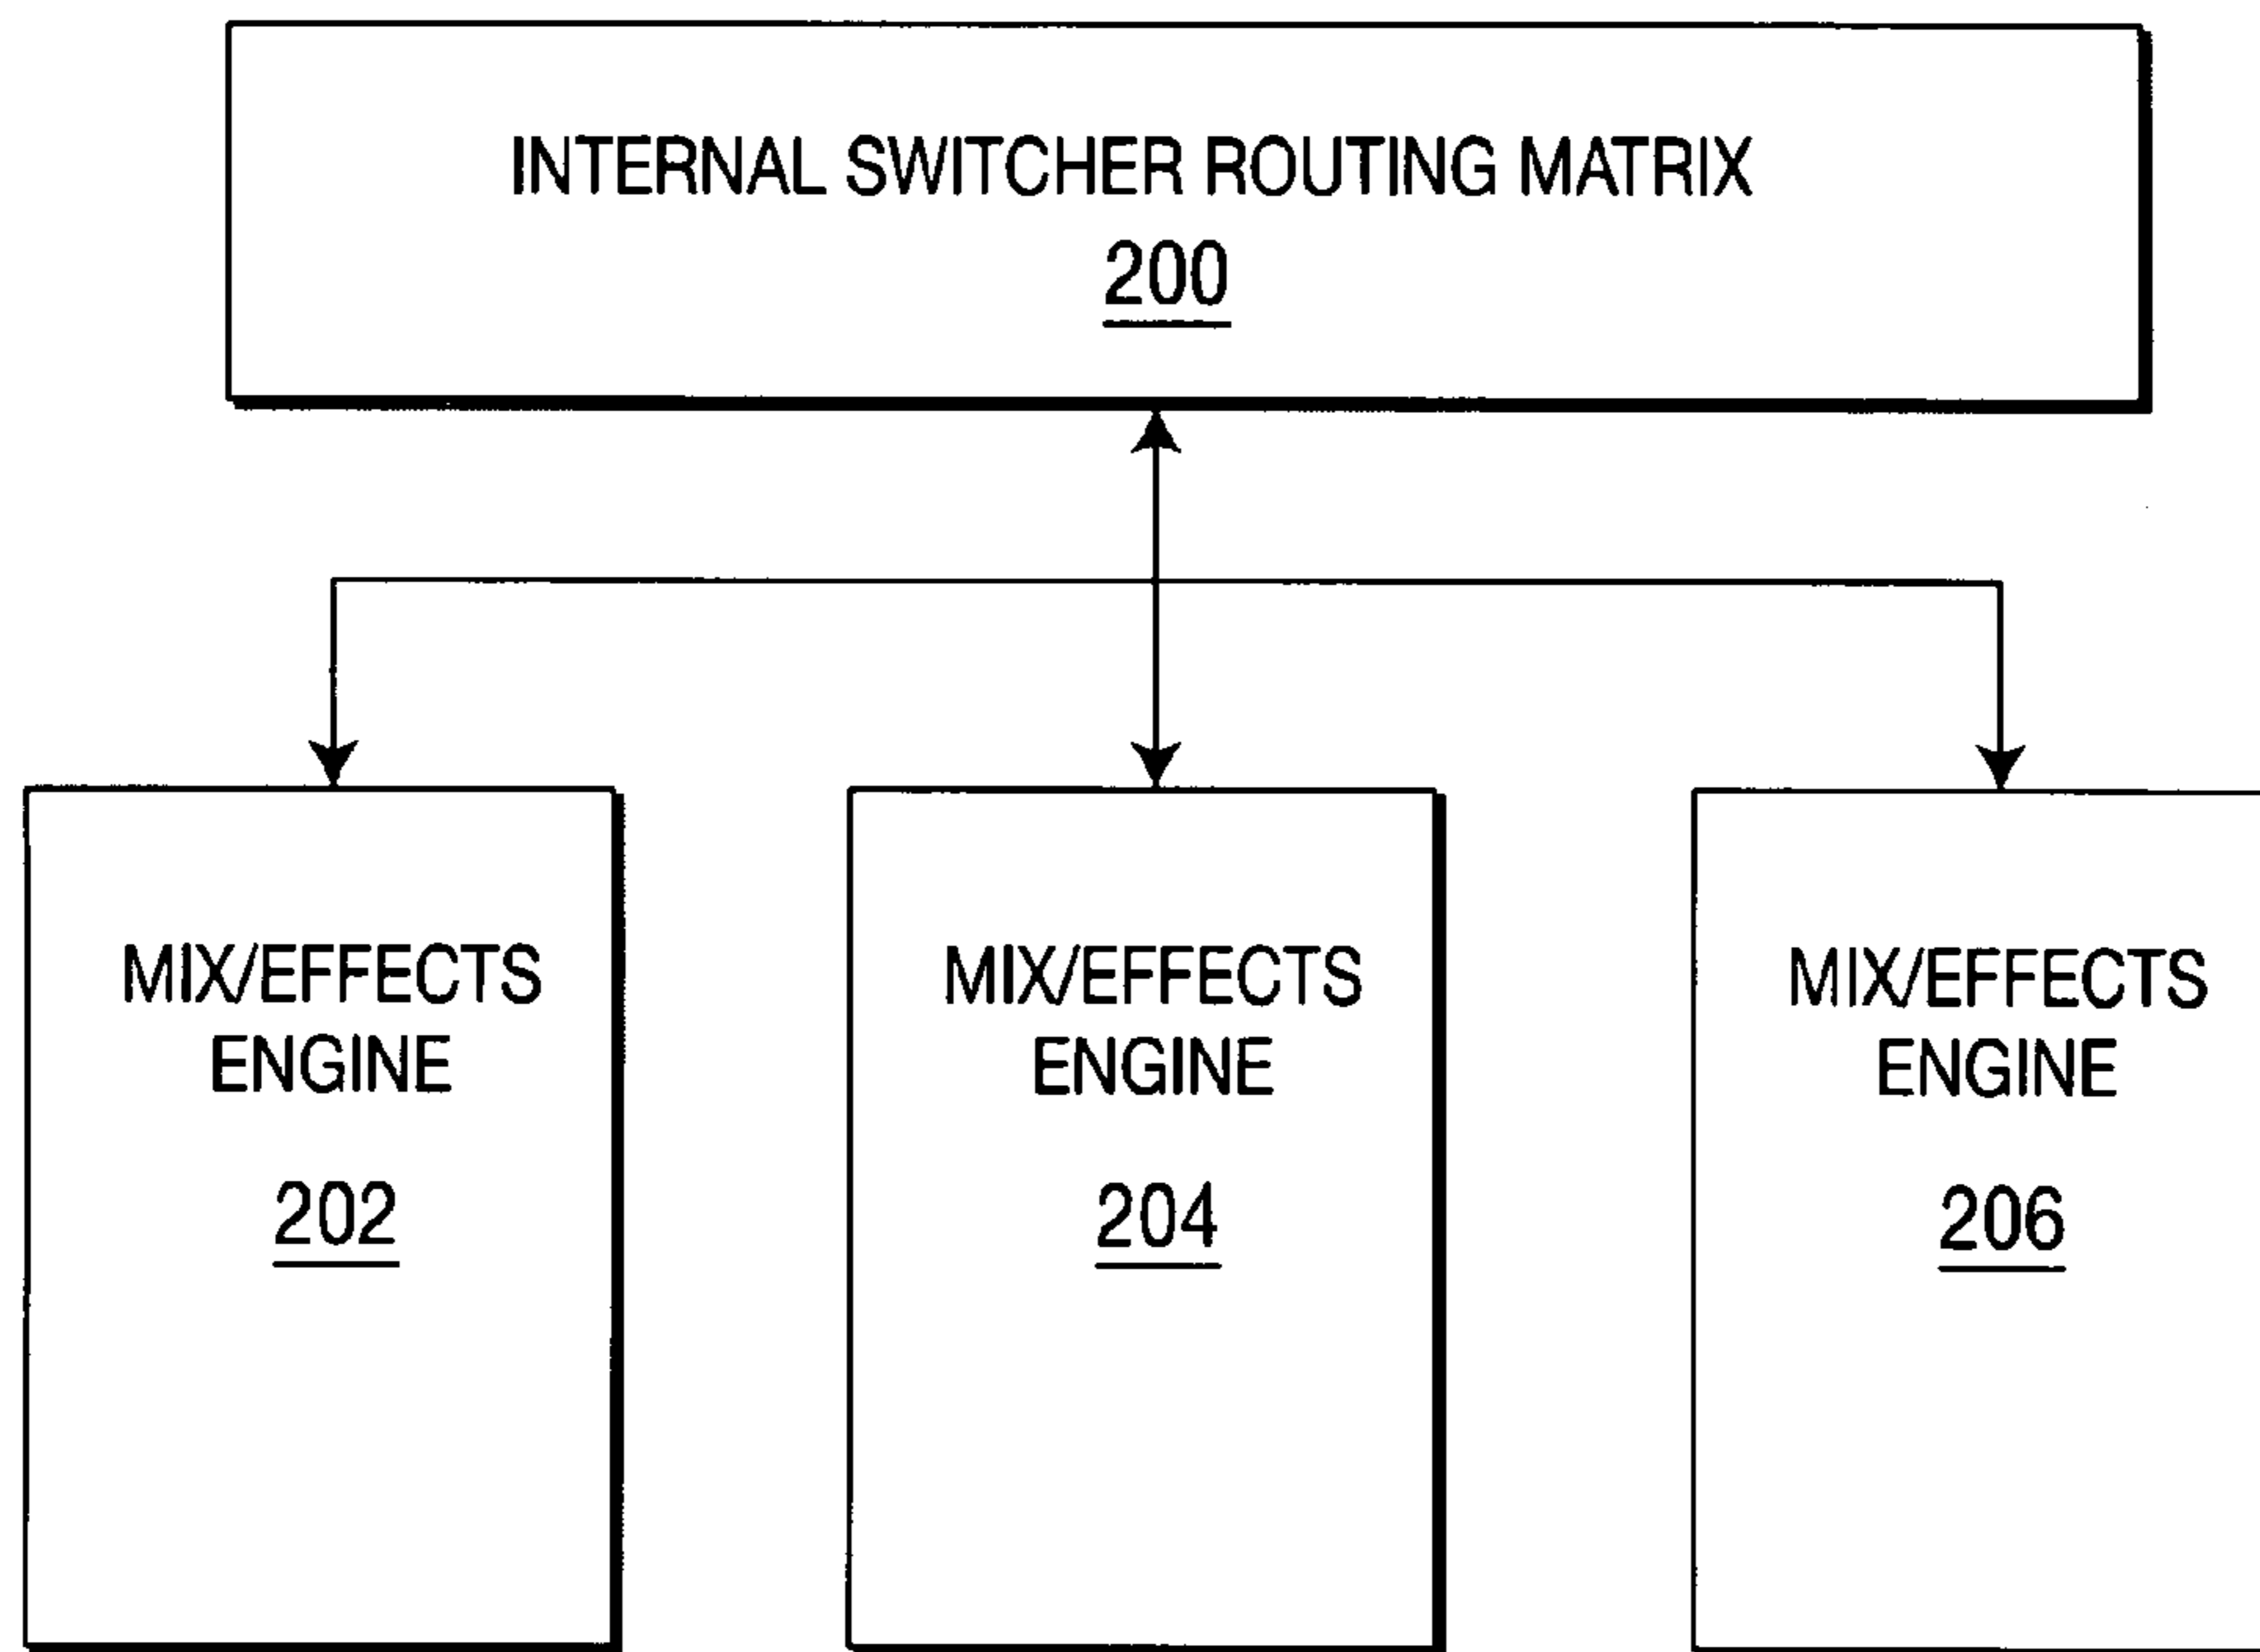 INTERNAL SWITCHER ROUTING MATRIX
200
MIX/EFFECTS
ENGINE
202
MIX/EFFECTS
ENGINE
204
MIX/EFFECTS
ENGINE
206